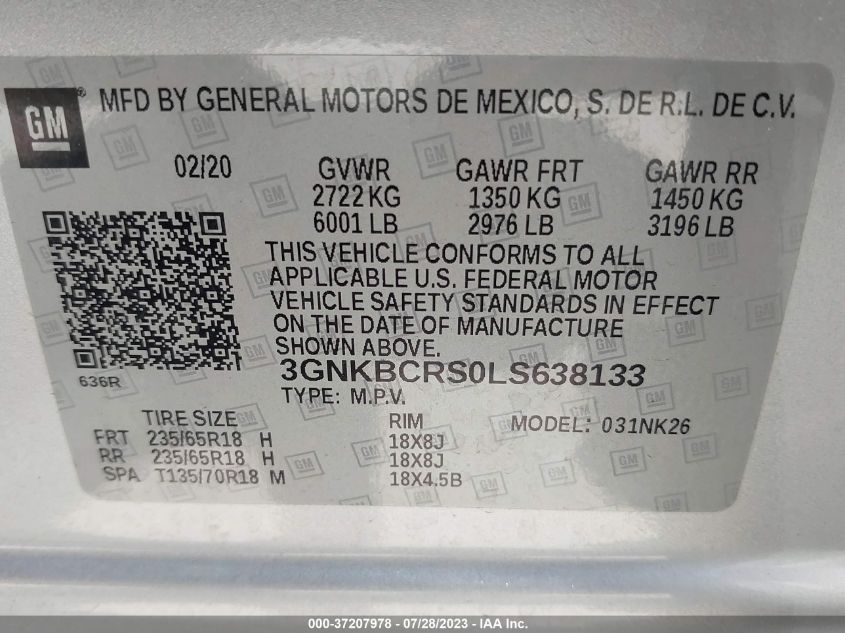 GM
MFD BY GENERAL MOTORS DE MEXICO, S. DE R.L. DE C.V.
02/20 GVWR GAWR FRT GAWR RR
2722 KG 1350 KG 1450 KG
6001 LB 2976 LB 3196 LB
THIS VEHICLE CONFORMS TO ALL
APPLICABLE U.S. FEDERAL MOTOR
VEHICLE SAFETY STANDARDS IN EFFECT
ON THE DATE OF MANUFACTURE
SHOWN ABOVE.
636R
3GNKBCRS0LS638133
TYPE: M.P.V.
TIRE SIZE RIM MODEL: 031NK26
FRT 235/65R18 H 18X8J
RR 235/65R18 H 18X8J
SPA T135/70R18 M 18X4.5B
000-37207978 - 07/28/2023 - IAA Inc.